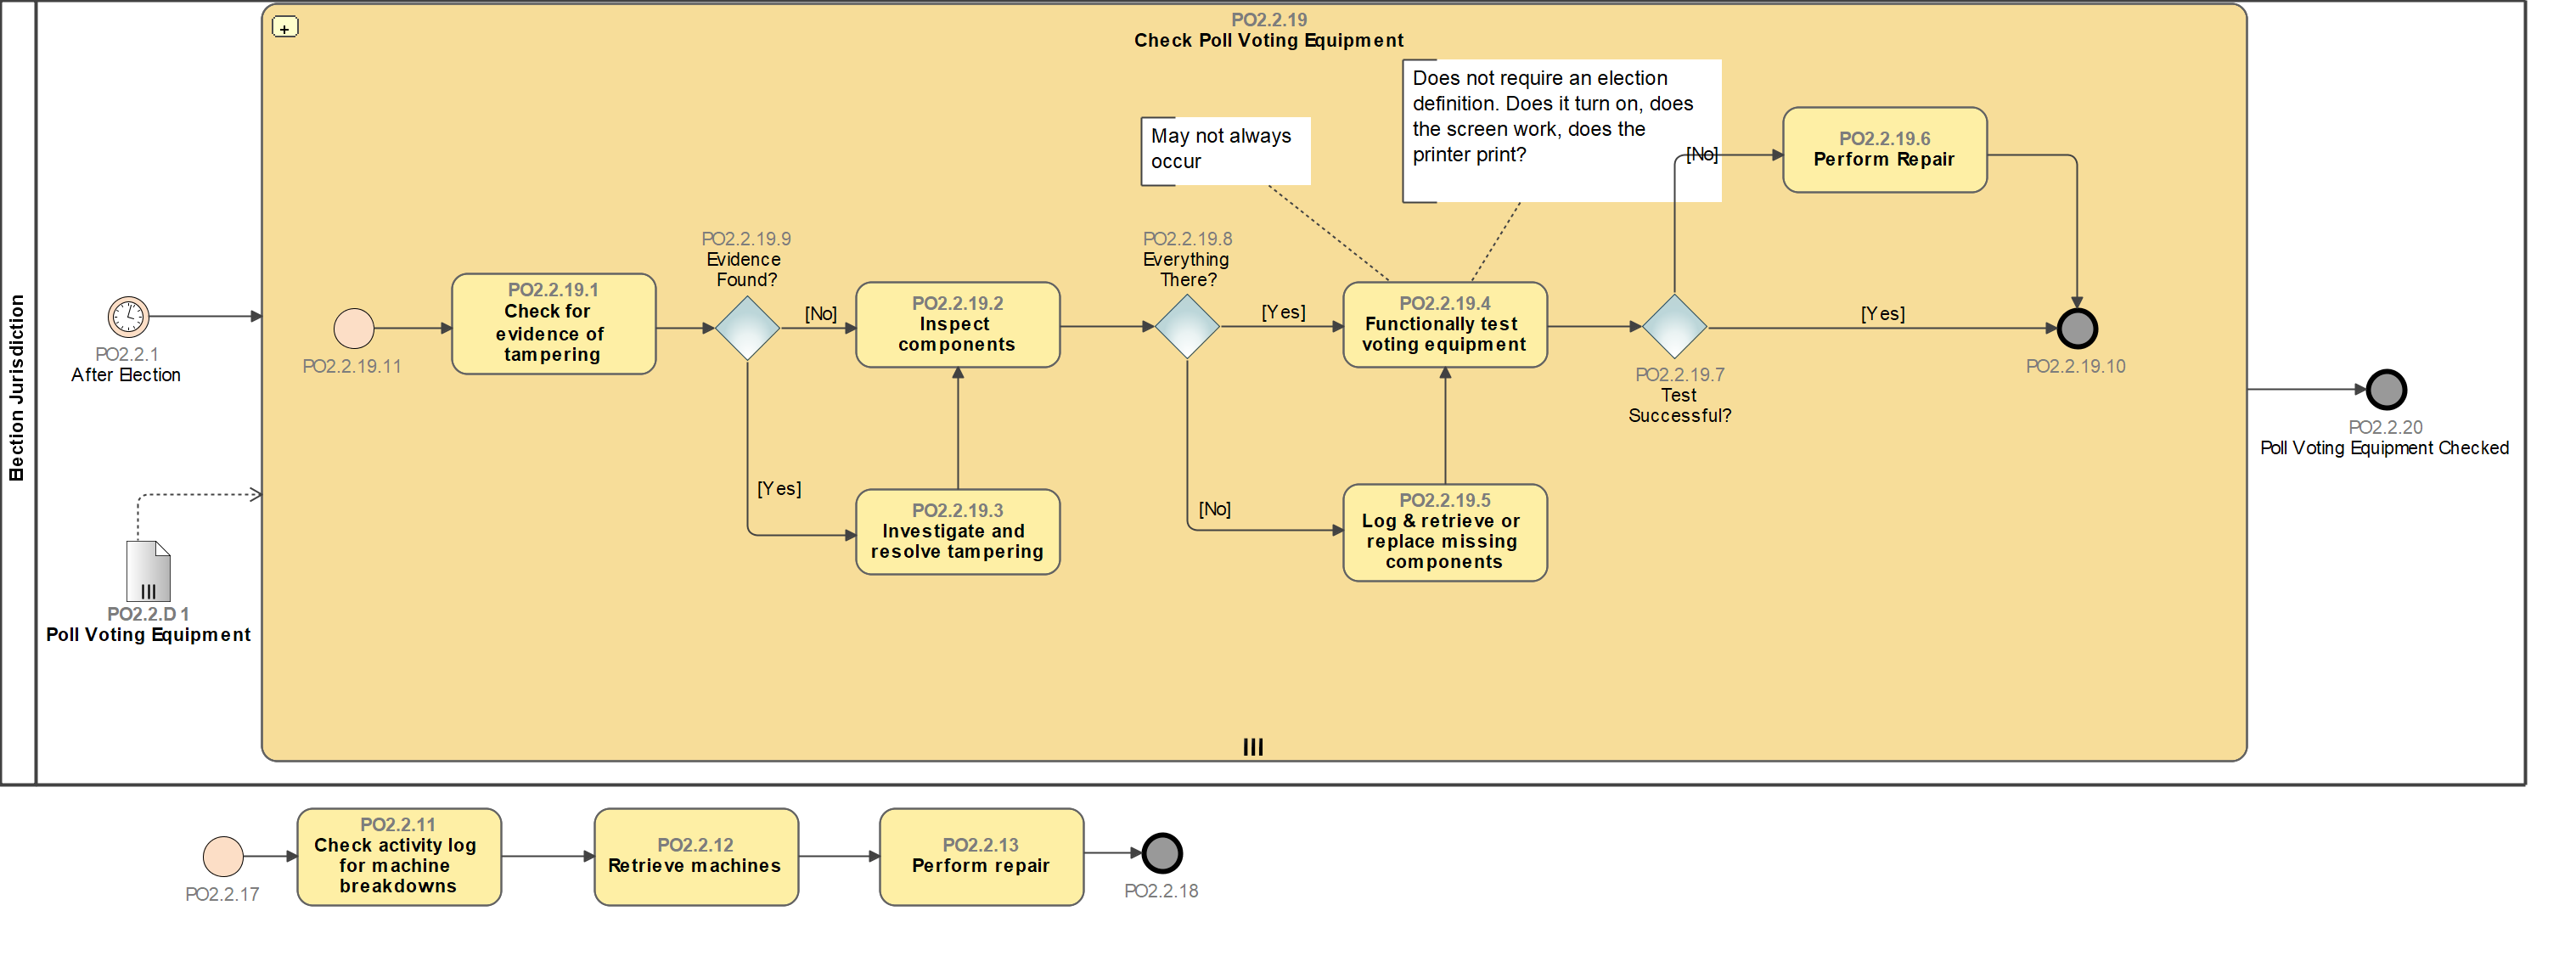 PO2.2.19
Check Poll Voting Equipment
Does not require an election
definition. Does it turn on, does
the screen work, does the
printer print?
May not always
occur
[No]
PO2.2.19.6
Perform Repair
PO2.2.19.9
Evidence
Found?
PO2.2.19.8
Everything
There?
Election Jurisdiction
PO2.2.1
After Election
PO2.2.19.11
PO2.2.19.1
Check for
evidence of
tampering
[No]
PO2.2.19.2
Inspect
components
[Yes]
PO2.2.19.4
Functionally test
voting equipment
PO2.2.19.7
Test
Successful?
[Yes]
PO2.2.19.10
PO2.2.20
Poll Voting Equipment Checked
[Yes]
PO2.2.19.3
Investigate and
resolve tampering
[No]
PO2.2.19.5
Log & retrieve or
replace missing
components
PO2.2.D1
Poll Voting Equipment
PO2.2.17
PO2.2.11
Check activity log
for machine
breakdowns
PO2.2.12
Retrieve machines
PO2.2.13
Perform repair
PO2.2.18